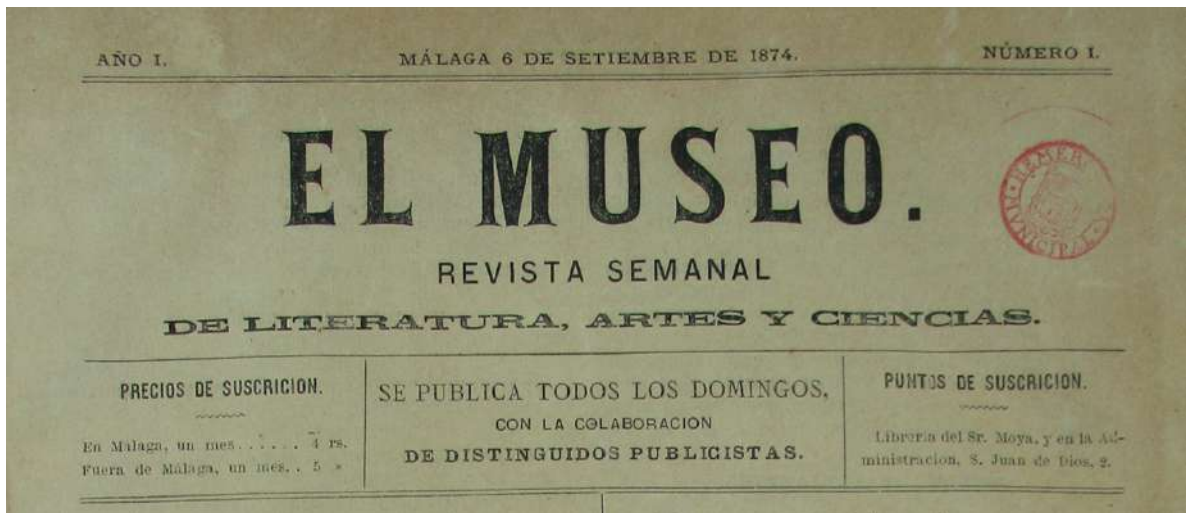 AÑO I. MÁLAGA 6 DE SETIEMBRE DE 1874. NÚMERO I.
EL MUSEO.
HEMER
MUNICIPAL
REVISTA SEMANAL
DE LITERATURA, ARTES Y CIENCIAS.
PRECIOS DE SUSCRICION.
En Málaga, un mes....... 4 rs.
Fuera de Málaga, un mes.. 5 »
SE PUBLICA TODOS LOS DOMINGOS,
CON LA COLABORACION
DE DISTINGUIDOS PUBLICISTAS.
PUNTOS DE SUSCRICION.
Librería del Sr. Moya, y en la Ad-
ministracion, S. Juan de Dios, 2.